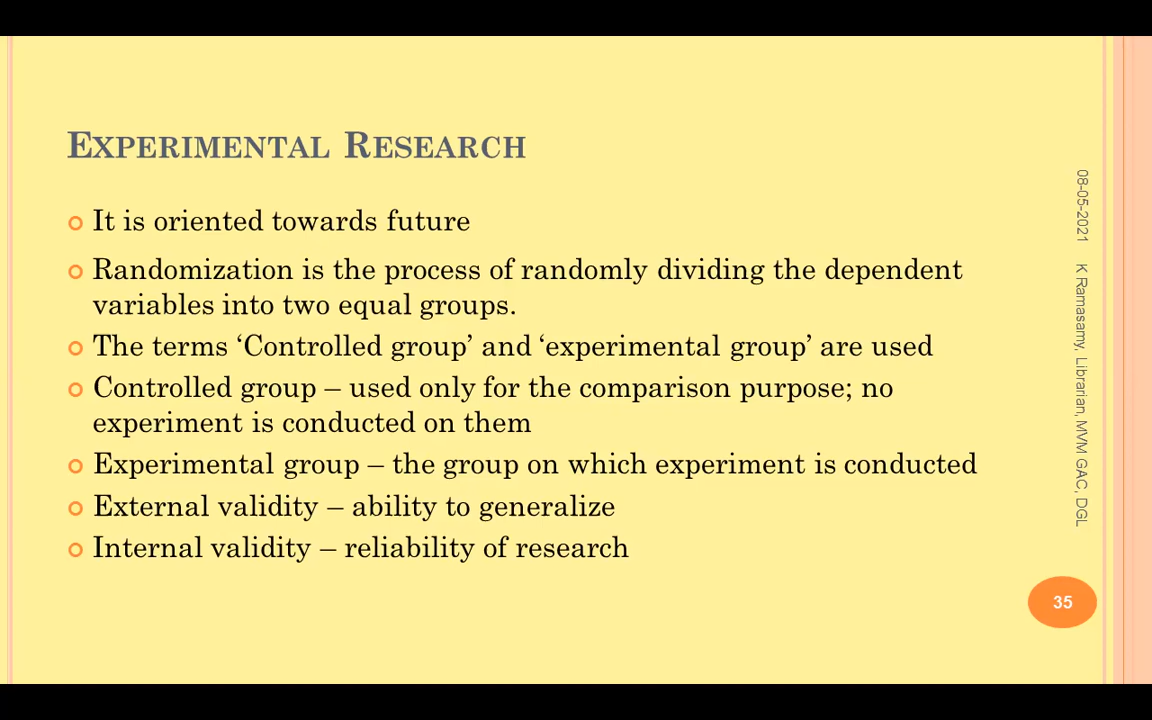 EXPERIMENTAL RESEARCH
It is oriented towards future
Randomization is the process of randomly dividing the dependent
variables into two equal groups.
The terms ‘Controlled group’ and ‘experimental group’ are used
Controlled group – used only for the comparison purpose; no
experiment is conducted on them
Experimental group – the group on which experiment is conducted
External validity – ability to generalize
Internal validity – reliability of research
08-05-2021 K Ramasamy, Librarian, MVM GAC, DGL
35